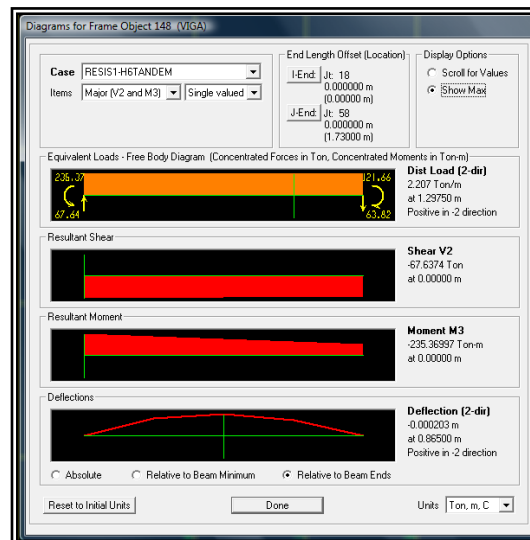 Diagrams for Frame Object 148 (VIGA)
Case RESIS1-H6TANDEM
Items Major (V2 and M3) Single valued
End Length Offset (Location)
I-End: Jt: 18
0.000000 m
(0.00000 m)
J-End: Jt: 58
0.000000 m
(1.73000 m)
Display Options
Scroll for Values
Show Max
Equivalent Loads - Free Body Diagram (Concentrated Forces in Ton, Concentrated Moments in Ton-m)
235.37
121.66
67.64
63.82
Dist Load (2-dir)
2.207 Ton/m
at 1.29750 m
Positive in -2 direction
Resultant Shear
Shear V2
-67.6374 Ton
at 0.00000 m
Resultant Moment
Moment M3
-235.36997 Ton-m
at 0.00000 m
Deflections
Deflection (2-dir)
-0.000203 m
at 0.86500 m
Positive in -2 direction
Absolute Relative to Beam Minimum Relative to Beam Ends
Reset to Initial Units Done Units Ton, m, C